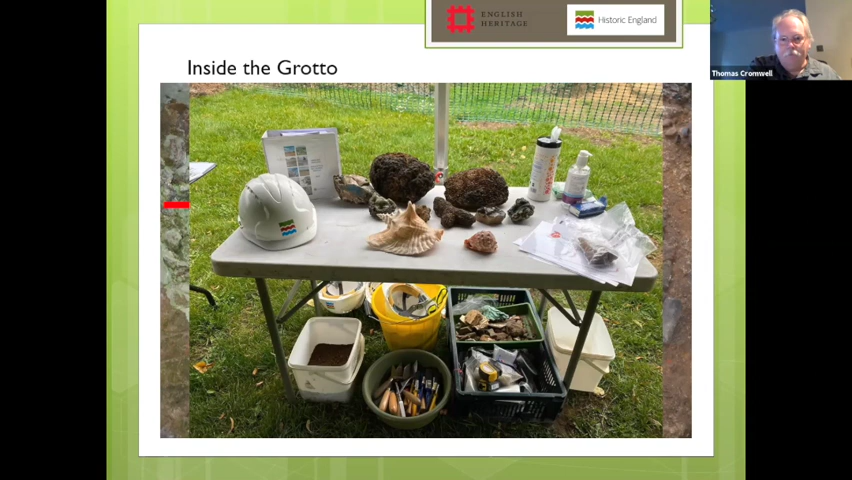 ENGLISH
HERITAGE
Historic England
Thomas Cromwell
Inside the Grotto